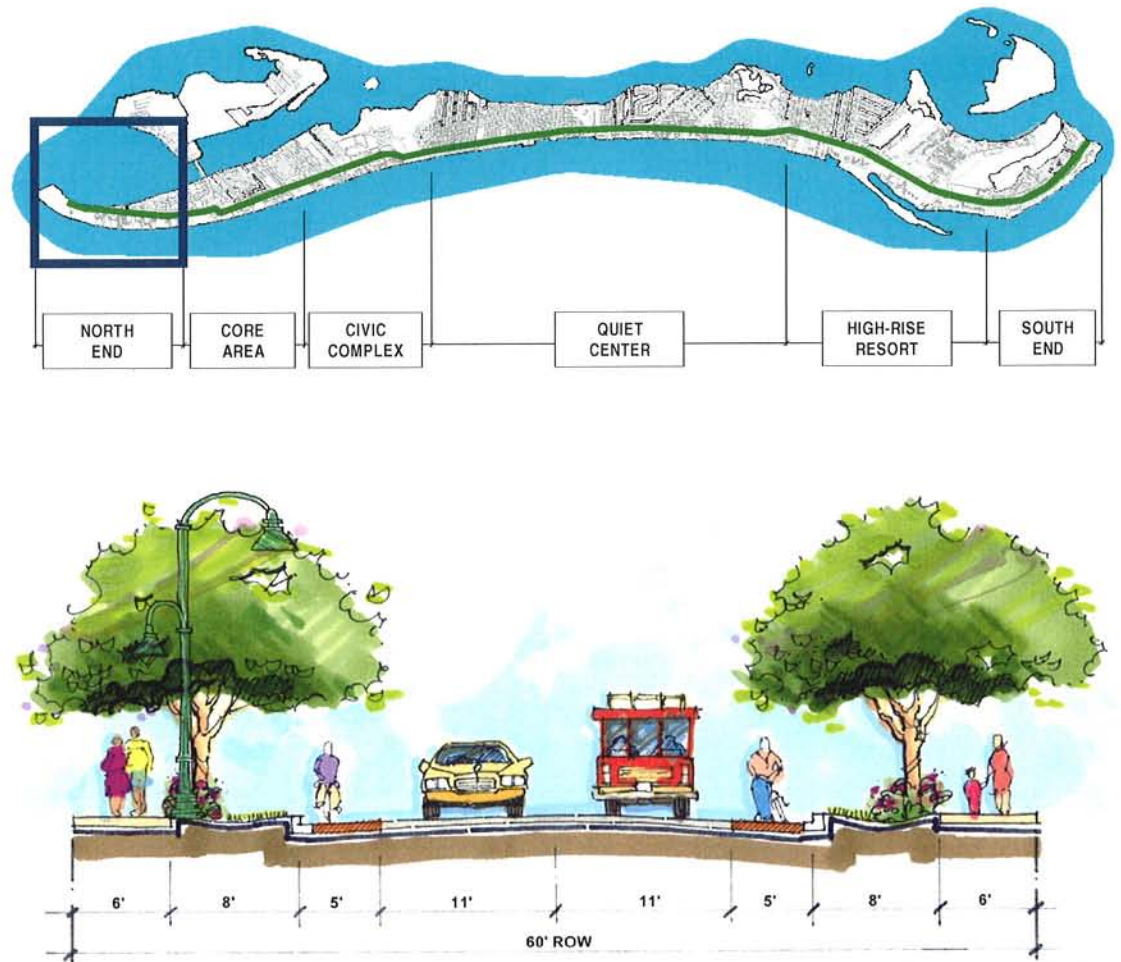 NORTH
END
CORE
AREA
CIVIC
COMPLEX
QUIET
CENTER
HIGH-RISE
RESORT
SOUTH
END
6' 8' 5' 11' 11' 5' 8' 6'
60' ROW